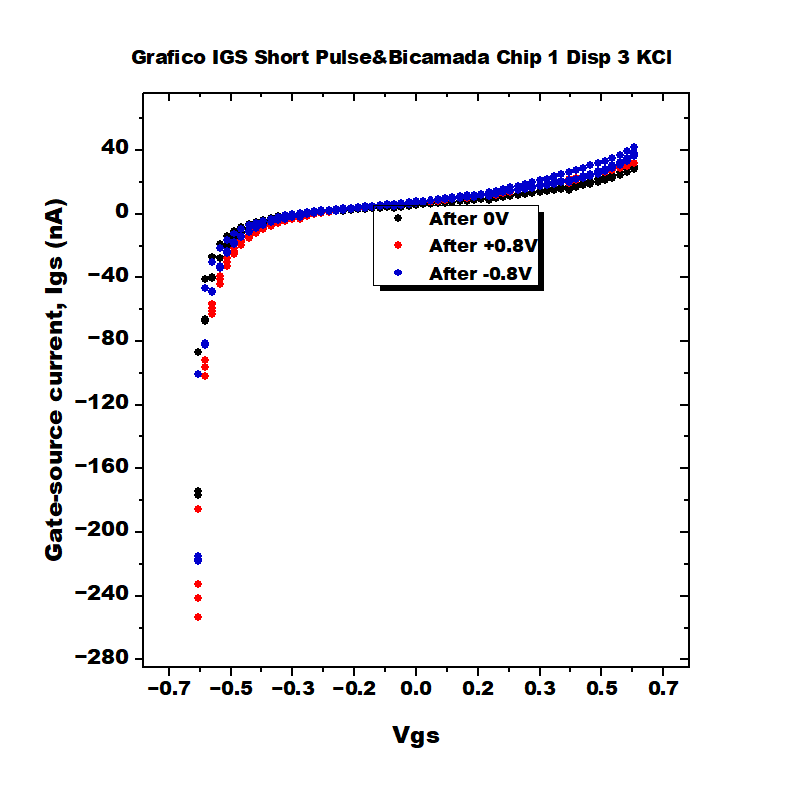 Grafico IGS Short Pulse&Bicamada Chip 1 Disp 3 KCl
Gate-source current, Igs (nA)
40
0
−40
−80
−120
−160
−200
−240
−280
After 0V
After +0.8V
After -0.8V
−0.7 −0.5 −0.3 −0.2 0.0 0.2 0.3 0.5 0.7
Vgs